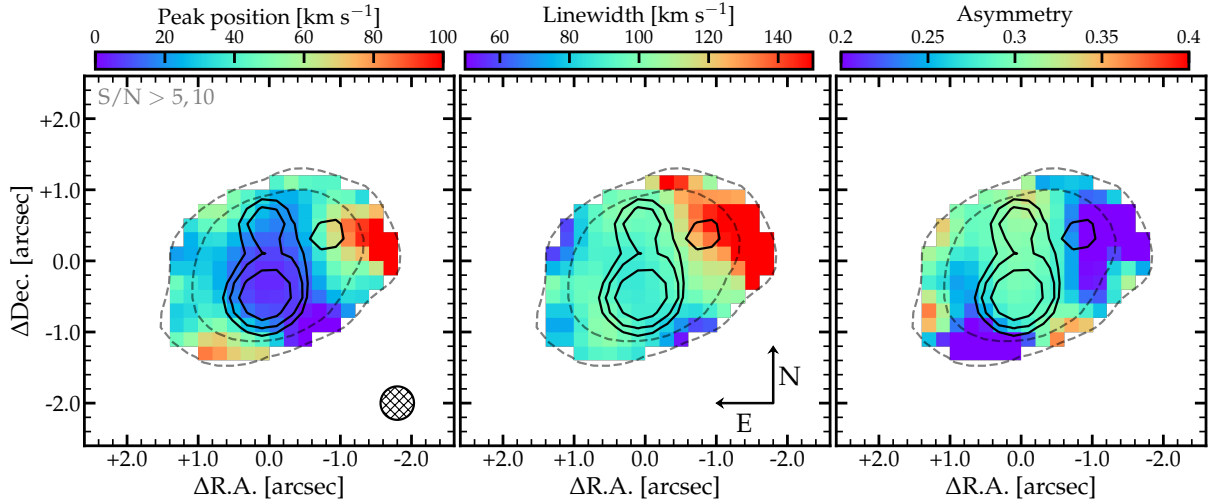 Peak position [km s⁻¹]
0 20 40 60 80 100
Linewidth [km s⁻¹]
60 80 100 120 140
Asymmetry
0.2 0.25 0.3 0.35 0.4
S/N > 5, 10
+2.0
+1.0
0.0
-1.0
-2.0
ΔDec. [arcsec]
N
E
+2.0 +1.0 0.0 -1.0 -2.0
+2.0 +1.0 0.0 -1.0 -2.0
+2.0 +1.0 0.0 -1.0 -2.0
ΔR.A. [arcsec]
ΔR.A. [arcsec]
ΔR.A. [arcsec]